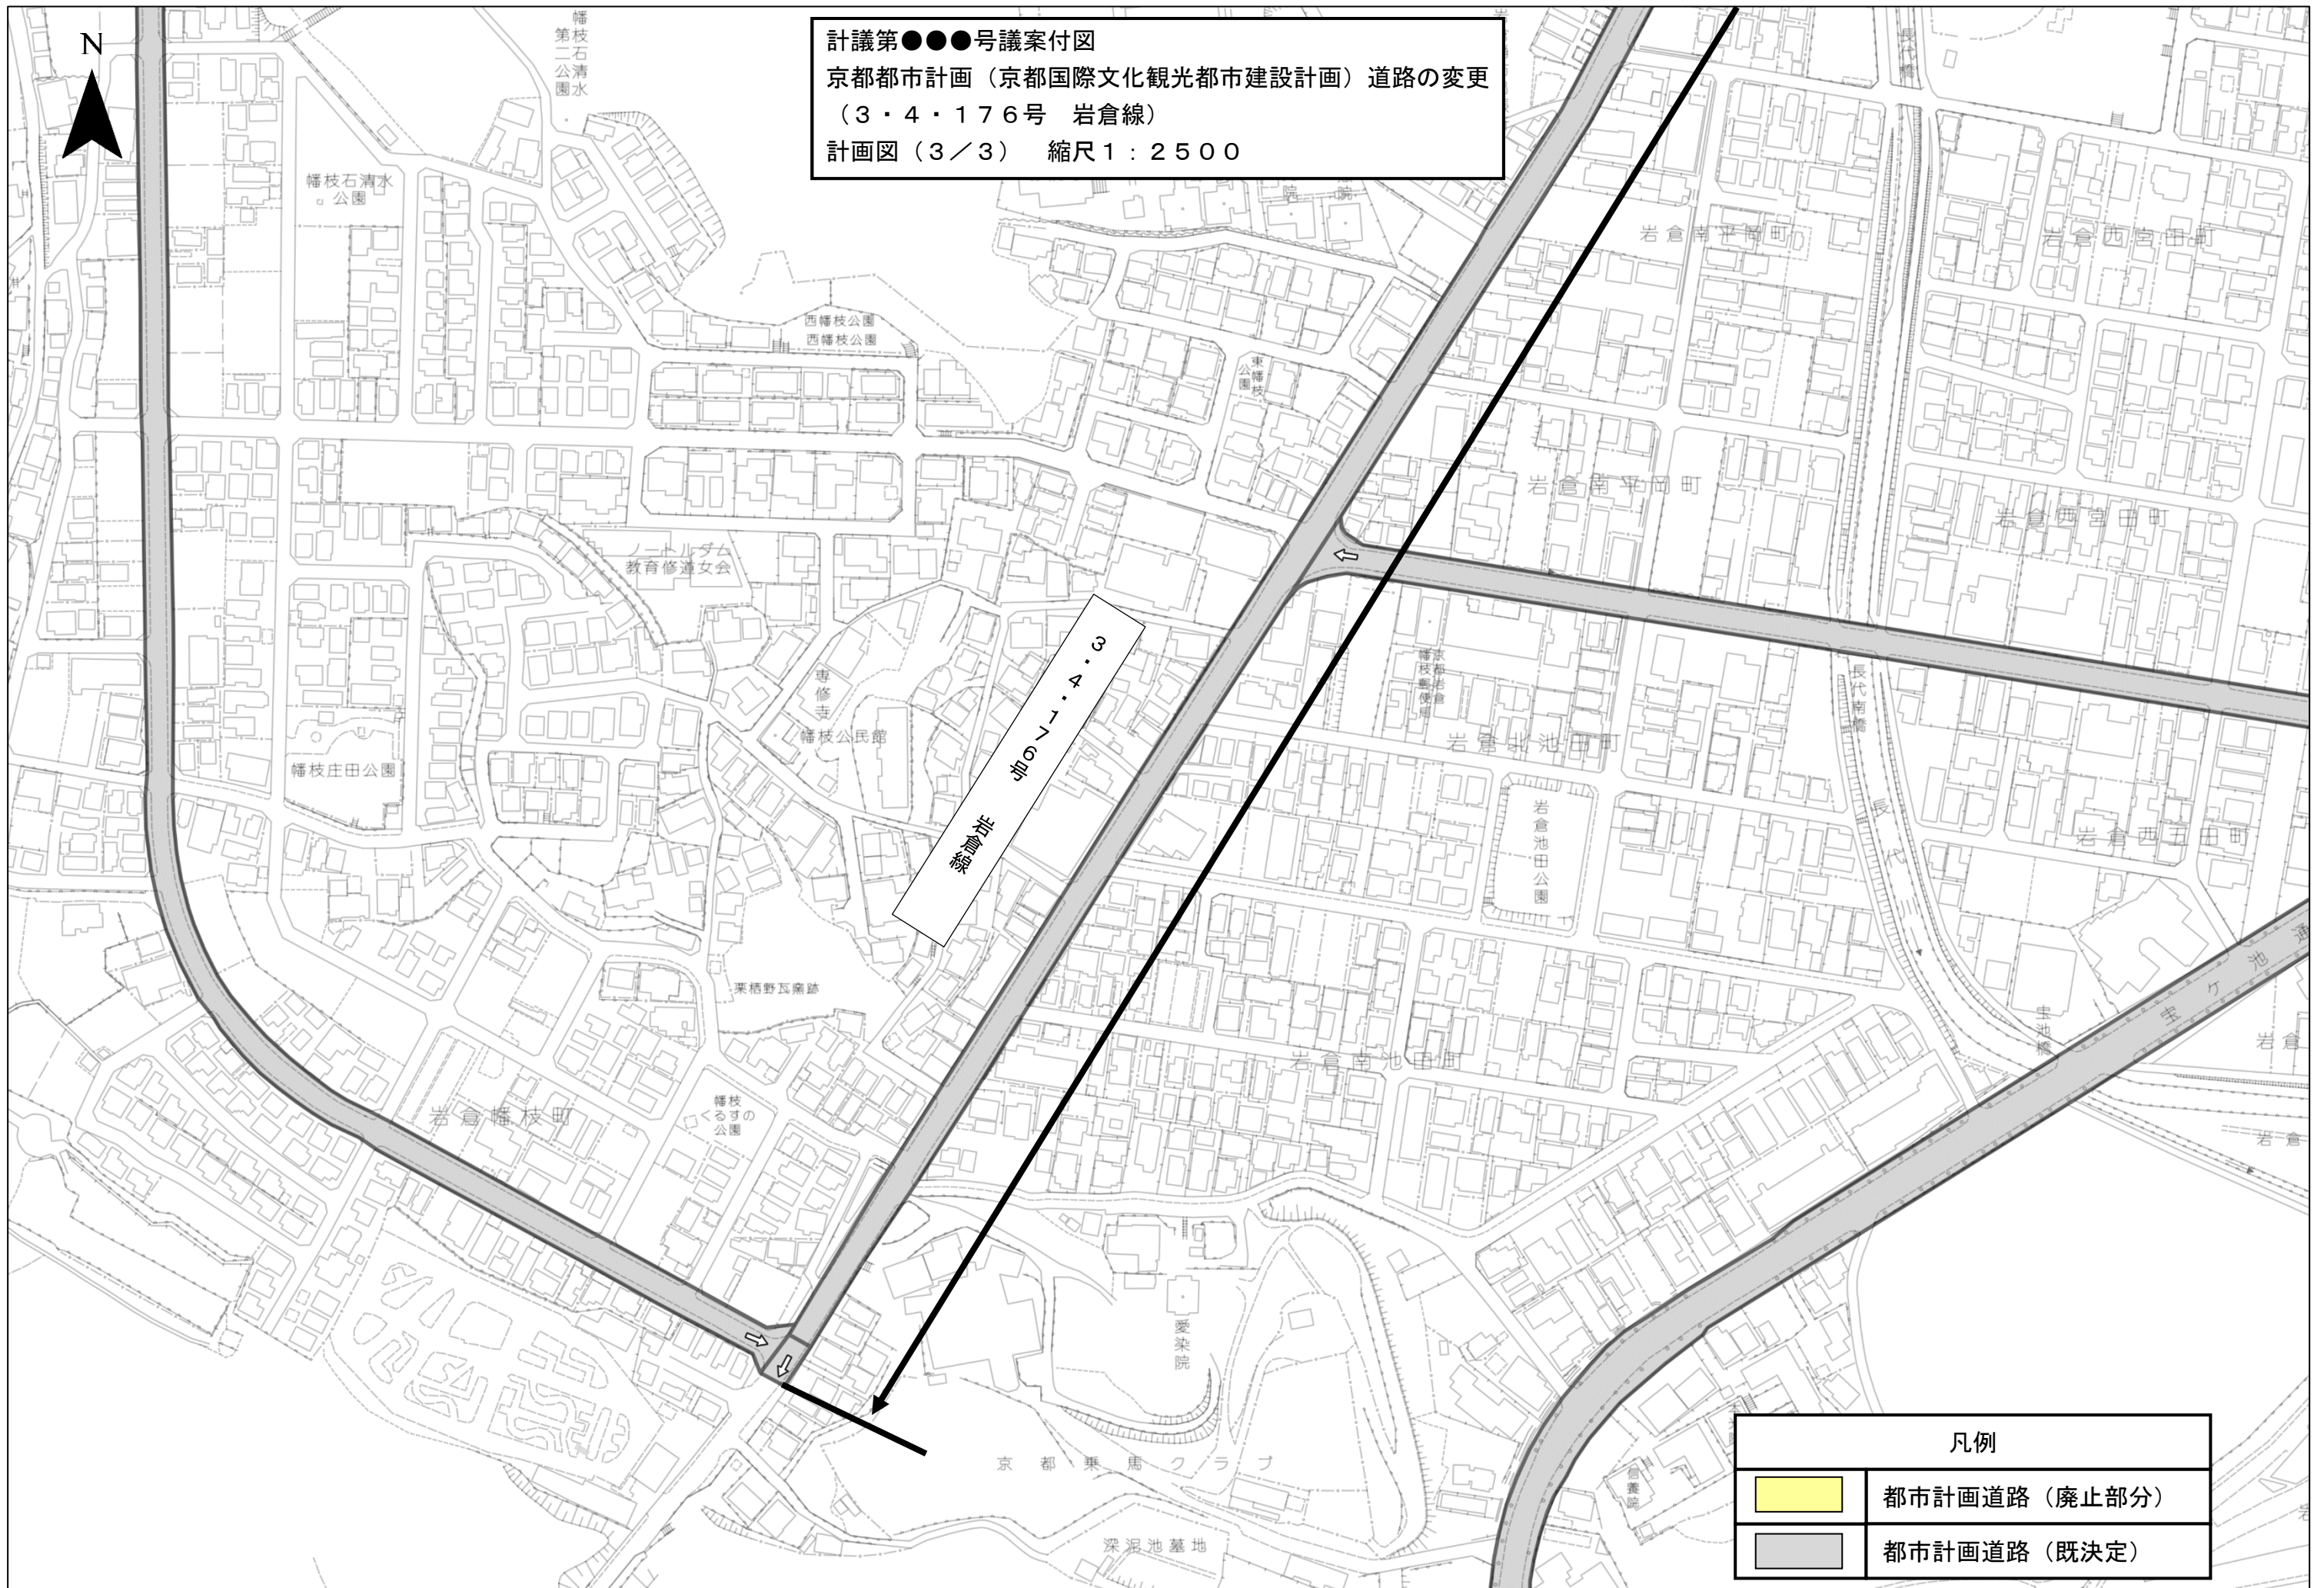 N
計議第●●●号議案付図
京都都市計画（京都国際文化観光都市建設計画）道路の変更
（３・４・１７６号　岩倉線）
計画図（３／３）　縮尺１：２５００
幡枝石清水
第二公園
幡枝石清水
公園
長代橋
岩倉南平岡町
岩倉西宮田町
西幡枝公園
西幡枝公園
東幡枝
公園
岩倉南平岡町
岩倉西宮田町
ノートルダム
教育修道女会
３・４・１７６号　岩倉線
専修寺
幡枝公民館
京都岩倉
幡枝郵便局
長代南橋
岩倉北池田町
幡枝庄田公園
岩倉池田公園
長代
岩倉西五田町
栗栖野瓦窯跡
宝ケ池通
宝池橋
岩倉
岩倉南池田町
岩倉幡枝町
幡枝
くるすの
公園
岩倉
愛染院
京都乗馬クラブ
信養院
深泥池墓地
凡例
都市計画道路（廃止部分）
都市計画道路（既決定）